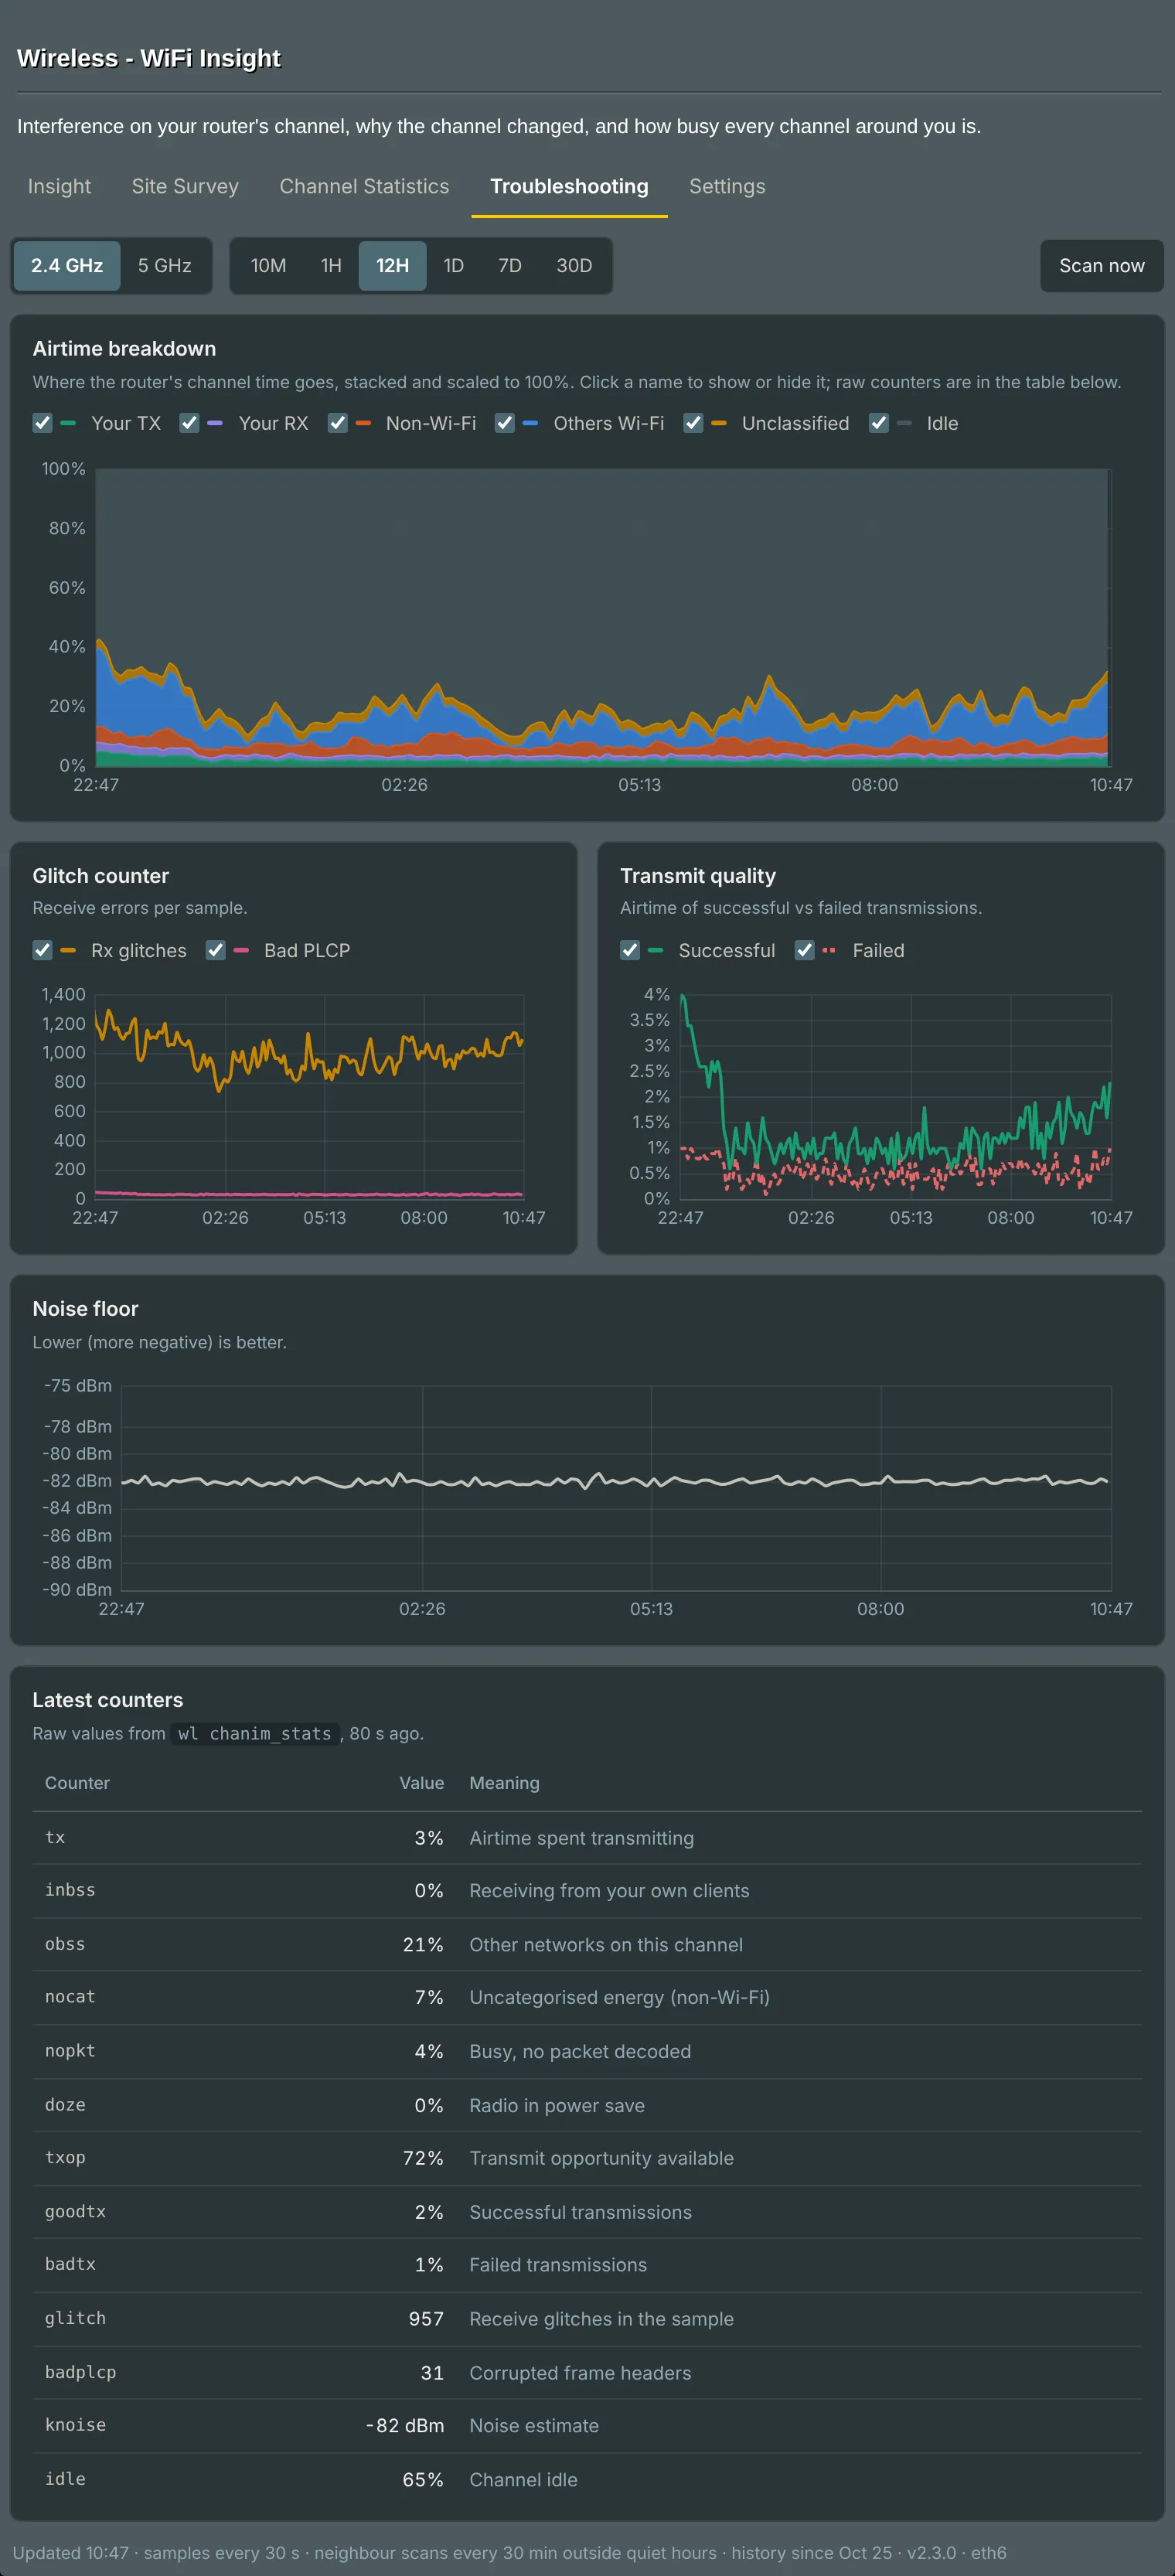 Wireless - WiFi Insight
Interference on your router's channel, why the channel changed, and how busy every channel around you is.
Insight Site Survey Channel Statistics Troubleshooting Settings
2.4 GHz 5 GHz 10M 1H 12H 1D 7D 30D Scan now
Airtime breakdown
Where the router's channel time goes, stacked and scaled to 100%. Click a name to show or hide it; raw counters are in the table below.
Your TX Your RX Non-Wi-Fi Others Wi-Fi Unclassified Idle
100%
80%
60%
40%
20%
0%
22:47 02:26 05:13 08:00 10:47
Glitch counter
Receive errors per sample.
Rx glitches Bad PLCP
1,400
1,200
1,000
800
600
400
200
0
22:47 02:26 05:13 08:00 10:47
Transmit quality
Airtime of successful vs failed transmissions.
Successful Failed
4%
3.5%
3%
2.5%
2%
1.5%
1%
0.5%
0%
22:47 02:26 05:13 08:00 10:47
Noise floor
Lower (more negative) is better.
-75 dBm
-78 dBm
-80 dBm
-82 dBm
-84 dBm
-86 dBm
-88 dBm
-90 dBm
22:47 02:26 05:13 08:00 10:47
Latest counters
Raw values from wl chanim_stats, 80 s ago.
Counter Value Meaning
tx 3% Airtime spent transmitting
inbss 0% Receiving from your own clients
obss 21% Other networks on this channel
nocat 7% Uncategorised energy (non-Wi-Fi)
nopkt 4% Busy, no packet decoded
doze 0% Radio in power save
txop 72% Transmit opportunity available
goodtx 2% Successful transmissions
badtx 1% Failed transmissions
glitch 957 Receive glitches in the sample
badplcp 31 Corrupted frame headers
knoise -82 dBm Noise estimate
idle 65% Channel idle
Updated 10:47 · samples every 30 s · neighbour scans every 30 min outside quiet hours · history since Oct 25 · v2.3.0 · eth6